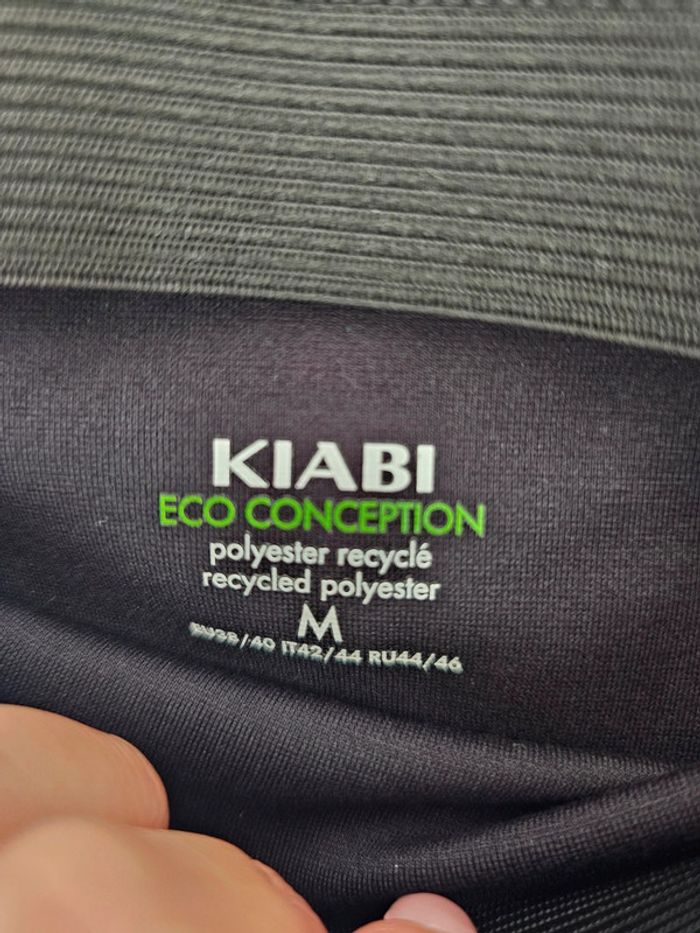 KIABI
ECO CONCEPTION
polyester recyclé
recycled polyester
M
EU38/40 IT42/44 RU44/46